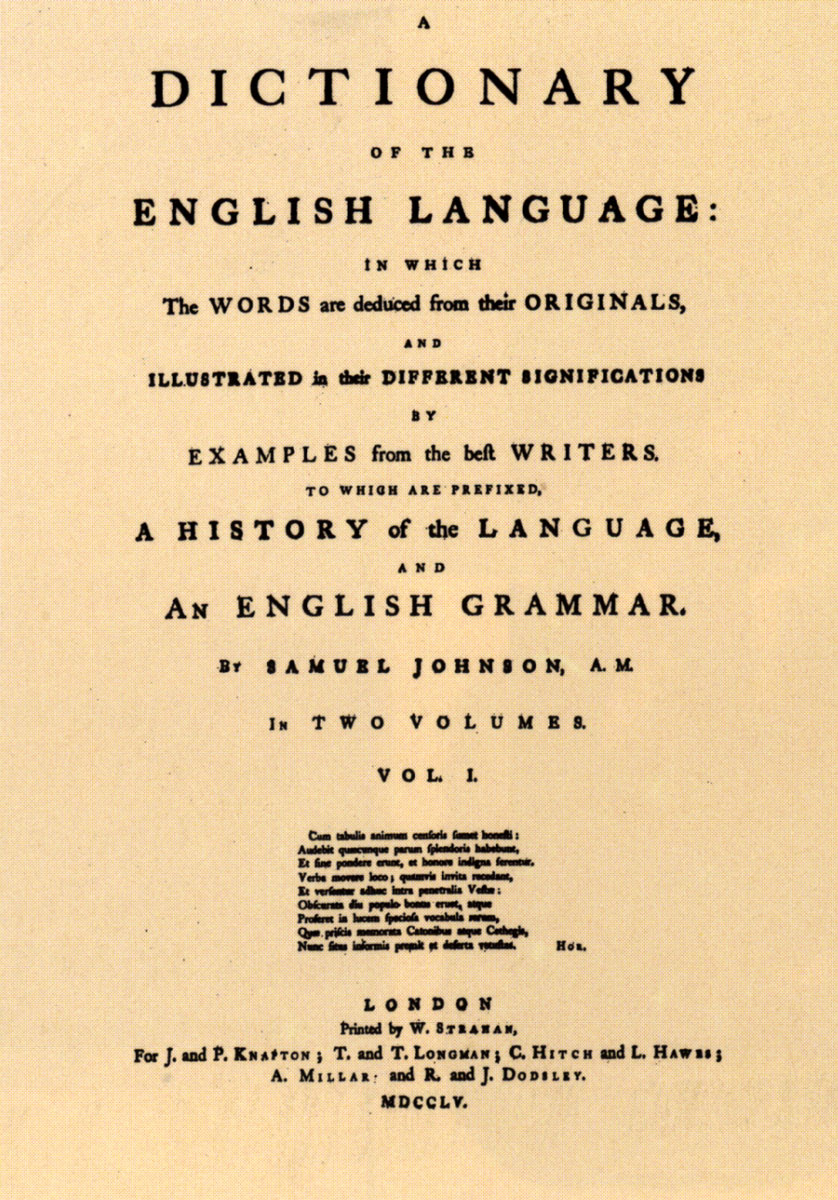 A
DICTIONARY
OF THE
ENGLISH LANGUAGE:
IN WHICH
The WORDS are deduced from their ORIGINALS,
AND
ILLUSTRATED in their DIFFERENT SIGNIFICATIONS
BY
EXAMPLES from the beſt WRITERS.
TO WHICH ARE PREFIXED,
A HISTORY of the LANGUAGE,
AND
AN ENGLISH GRAMMAR.
BY SAMUEL JOHNSON, A.M.
IN TWO VOLUMES.
VOL. I.
Cum tabulis animum cenſoris ſumet honeſti:
Audebit quæcunque parum ſplendoris habebunt,
Et ſine pondere erunt, et honore indigna ferentur.
Verba movere loco; quamvis invita recedant,
Et verſentur adhuc intra penetralia Veſtæ:
Obſcurata diu populo bonus eruet, atque
Proferet in lucem ſpecioſa vocabula rerum,
Quæ priſcis memorata Catonibus atque Cethegis,
Nunc ſitus informis premit et deſerta vetuſtas. HOR.
LONDON
Printed by W. STRAHAN,
For J. and P. KNAPTON; T. and T. LONGMAN; C. HITCH and L. HAWES;
A. MILLAR; and R. and J. DODSLEY.
MDCCLV.